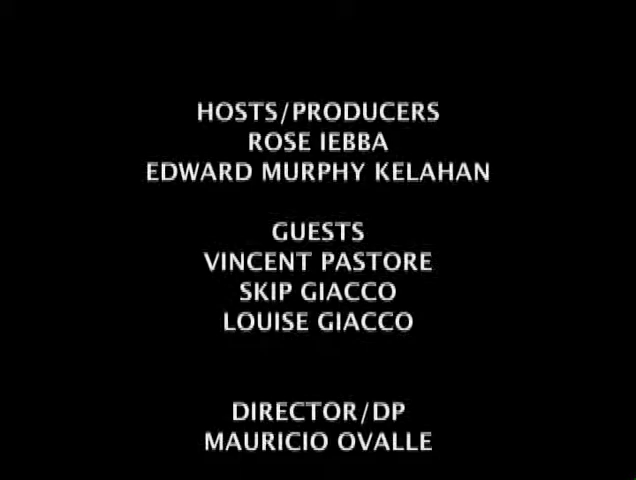 HOSTS/PRODUCERS
ROSE IEBBA
EDWARD MURPHY KELAHAN
GUESTS
VINCENT PASTORE
SKIP GIACCO
LOUISE GIACCO
DIRECTOR/DP
MAURICIO OVALLE